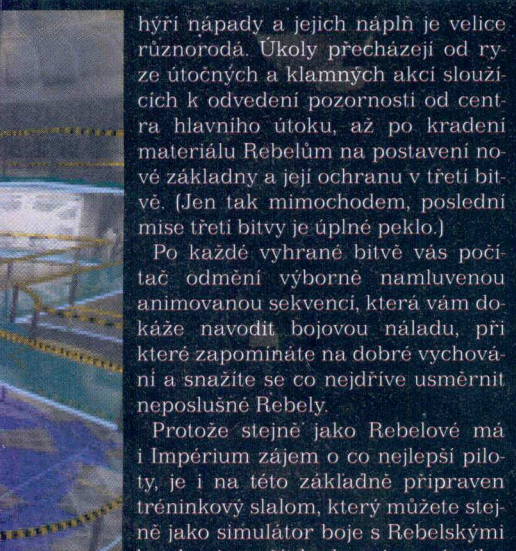 hýří nápady a jejich náplň je velice
různorodá. Úkoly přecházejí od ry-
ze útočných a klamných akcí slouží-
cích k odvedení pozornosti od cent-
ra hlavního útoku, až po kradení
materiálu Rebelům na postavení no-
vé základny a její ochranu v třetí bit-
vě. (Jen tak mimochodem, poslední
mise třetí bitvy je úplné peklo.)
Po každé vyhrané bitvě vás počí-
tač odmění výborně namluvenou
animovanou sekvencí, která vám do-
káže navodit bojovou náladu, při
které zapomínáte na dobré vychová-
ní a snažíte se co nejdříve usměrnit
neposlušné Rebely.
Protože stejně jako Rebelové má
i Impérium zájem o co nejlepší pilo-
ty, je i na této základně připraven
tréninkový slalom, který můžete stej-
ně jako simulátor boje s Rebelskými